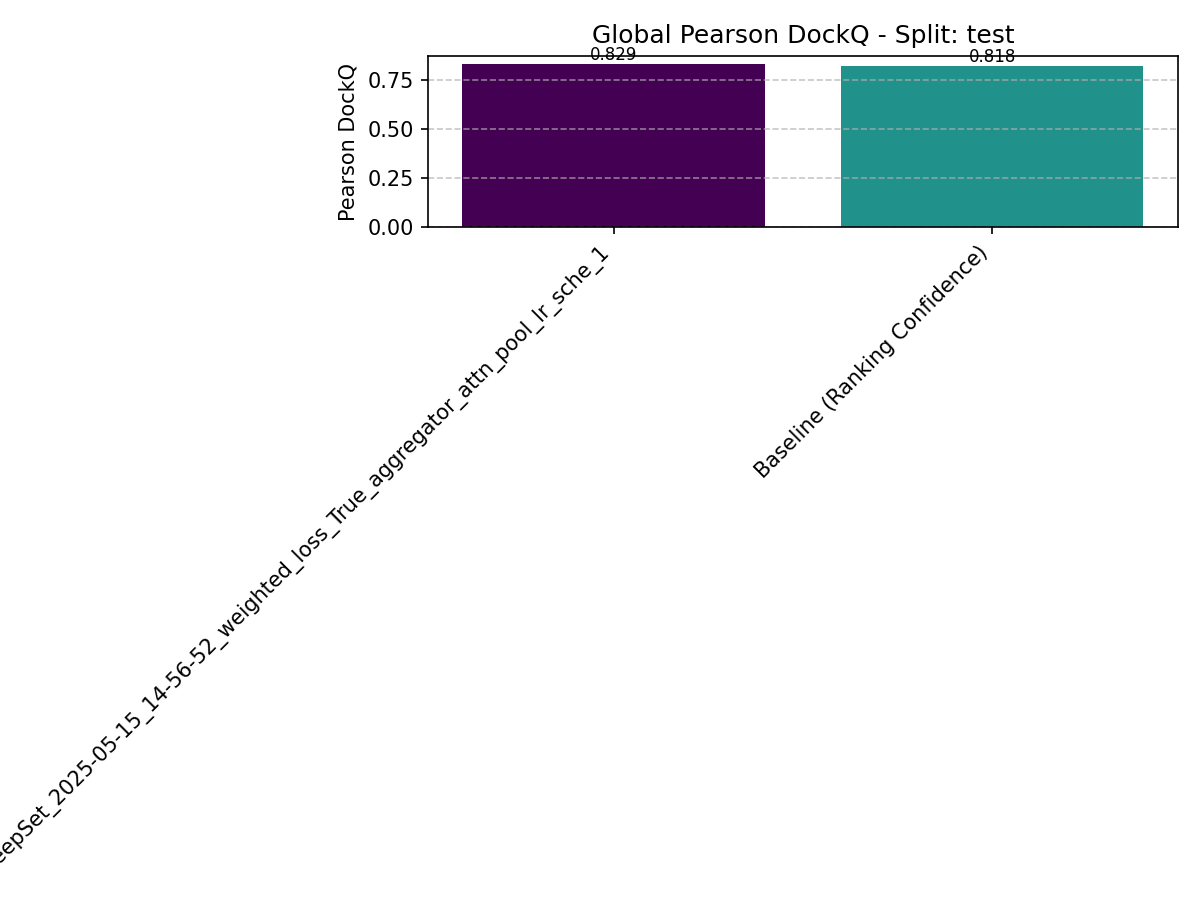 Global Pearson DockQ - Split: test
0.829
0.818
Pearson DockQ
0.75
0.50
0.25
0.00
eepSet_2025-05-15_14-56-52_weighted_loss_True_aggregator_attn_pool_lr_sche_1
Baseline (Ranking Confidence)